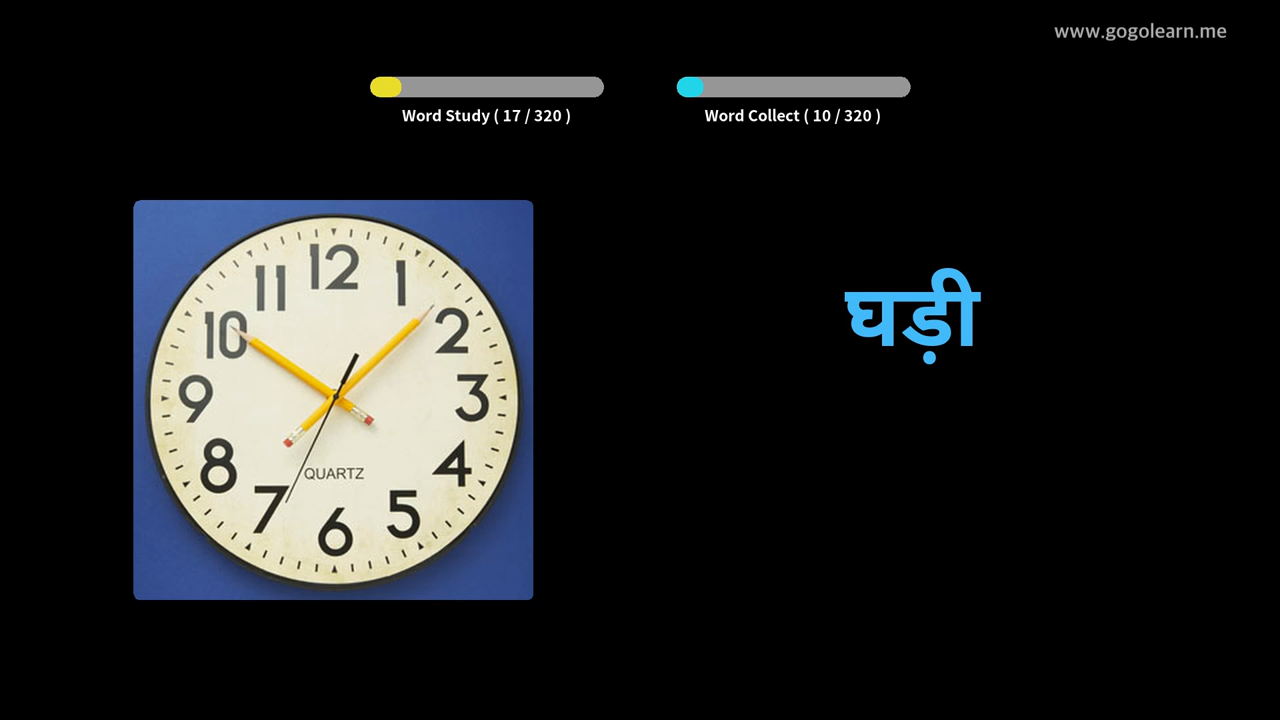 www.gogolearn.me
Word Study ( 17 / 320 )
Word Collect ( 10 / 320 )
12
11
1
10
2
9
3
8
4
QUARTZ
7
5
6
घड़ी